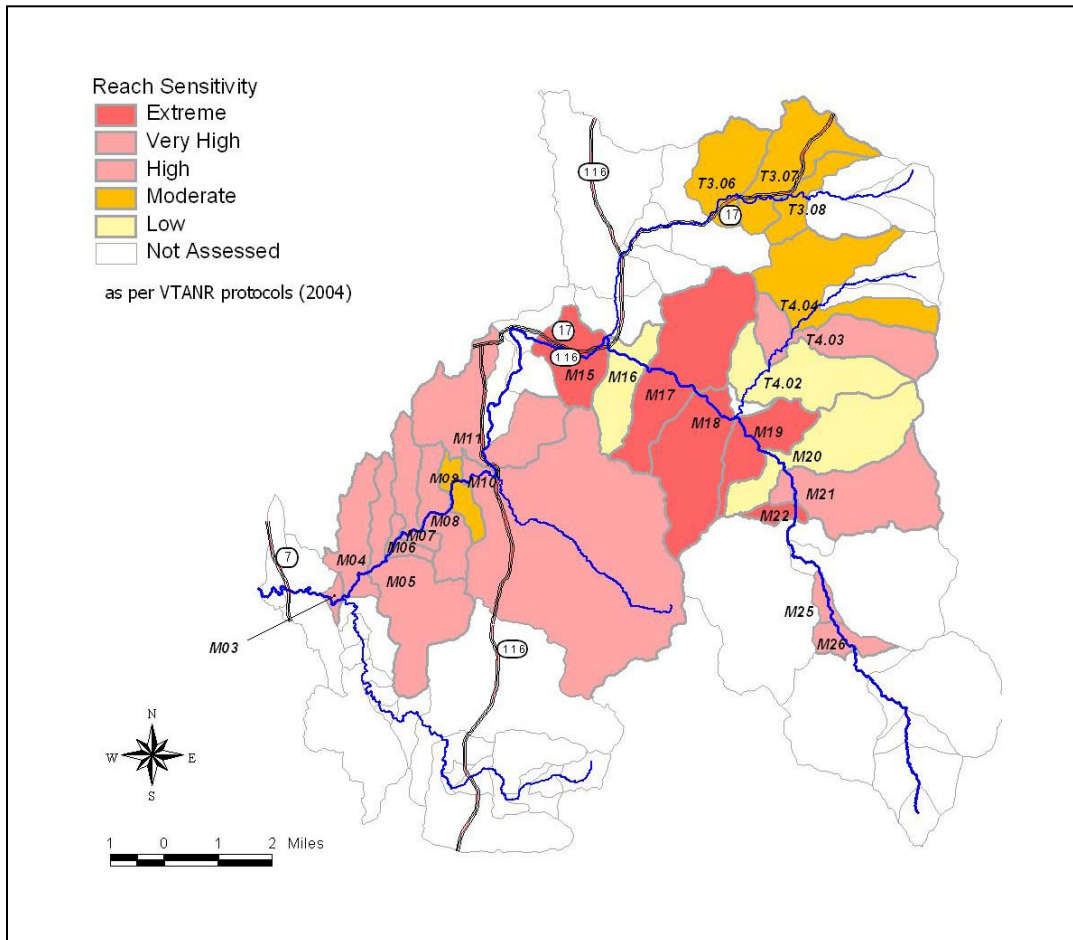 Reach Sensitivity
Extreme
Very High
High
Moderate
Low
Not Assessed
as per VTANR protocols (2004)
116
T3.06
T3.07
T3.08
17
T4.04
T4.03
T4.02
17
116
M15
M16
M17
M18
M19
M20
M21
M22
M11
M09
M10
M08
M07
M06
M05
M04
7
M03
M25
M26
116
N
W E
S
1 0 1 2 Miles